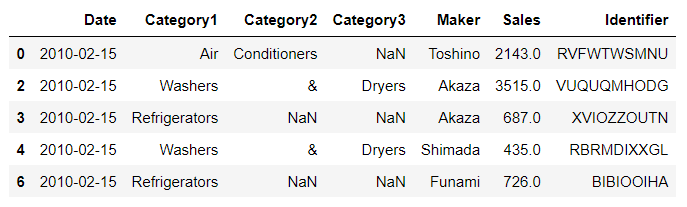 Date Category1 Category2 Category3 Maker Sales Identifier
0 2010-02-15 Air Conditioners NaN Toshino 2143.0 RVFWTWSMNU
2 2010-02-15 Washers & Dryers Akaza 3515.0 VUQUQMHODG
3 2010-02-15 Refrigerators NaN NaN Akaza 687.0 XVIOZZOUTN
4 2010-02-15 Washers & Dryers Shimada 435.0 RBRMDIXXGL
6 2010-02-15 Refrigerators NaN NaN Funami 726.0 BIBIOOIHA